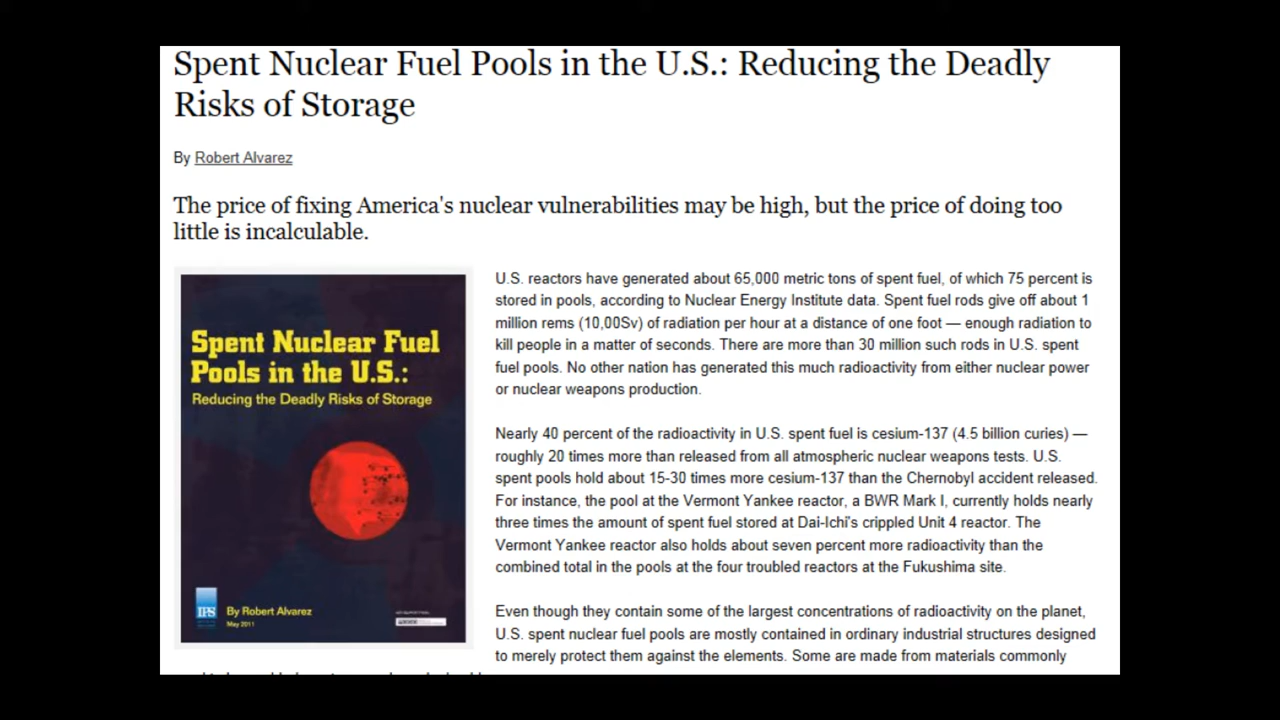 Spent Nuclear Fuel Pools in the U.S.: Reducing the Deadly
Risks of Storage
By Robert Alvarez
The price of fixing America's nuclear vulnerabilities may be high, but the price of doing too
little is incalculable.
Spent Nuclear Fuel
Pools in the U.S.:
Reducing the Deadly Risks of Storage
IPS
By Robert Alvarez
May 2011
U.S. reactors have generated about 65,000 metric tons of spent fuel, of which 75 percent is
stored in pools, according to Nuclear Energy Institute data. Spent fuel rods give off about 1
million rems (10,00Sv) of radiation per hour at a distance of one foot — enough radiation to
kill people in a matter of seconds. There are more than 30 million such rods in U.S. spent
fuel pools. No other nation has generated this much radioactivity from either nuclear power
or nuclear weapons production.
Nearly 40 percent of the radioactivity in U.S. spent fuel is cesium-137 (4.5 billion curies) —
roughly 20 times more than released from all atmospheric nuclear weapons tests. U.S.
spent pools hold about 15-30 times more cesium-137 than the Chernobyl accident released.
For instance, the pool at the Vermont Yankee reactor, a BWR Mark I, currently holds nearly
three times the amount of spent fuel stored at Dai-Ichi's crippled Unit 4 reactor. The
Vermont Yankee reactor also holds about seven percent more radioactivity than the
combined total in the pools at the four troubled reactors at the Fukushima site.
Even though they contain some of the largest concentrations of radioactivity on the planet,
U.S. spent nuclear fuel pools are mostly contained in ordinary industrial structures designed
to merely protect them against the elements. Some are made from materials commonly